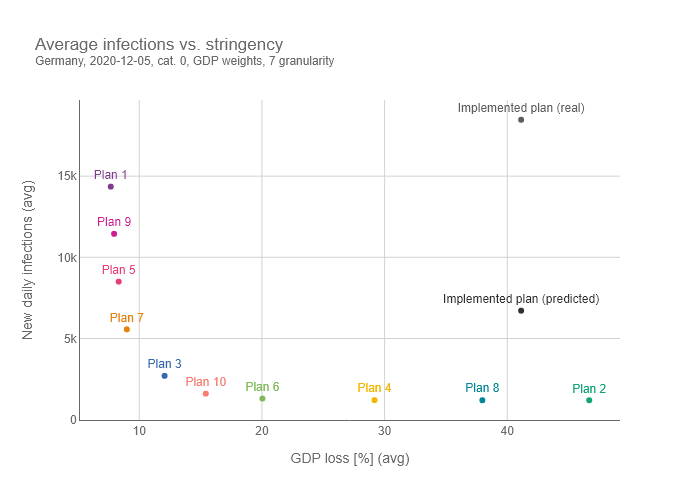 Average infections vs. stringency
Germany, 2020-12-05, cat. 0, GDP weights, 7 granularity
Implemented plan (real)
Plan 1
15k
Plan 9
10k
Plan 5
Implemented plan (predicted)
Plan 7
5k
Plan 3
Plan 10
Plan 6
Plan 4
Plan 8
Plan 2
0
10
20
30
40
New daily infections (avg)
GDP loss [%] (avg)